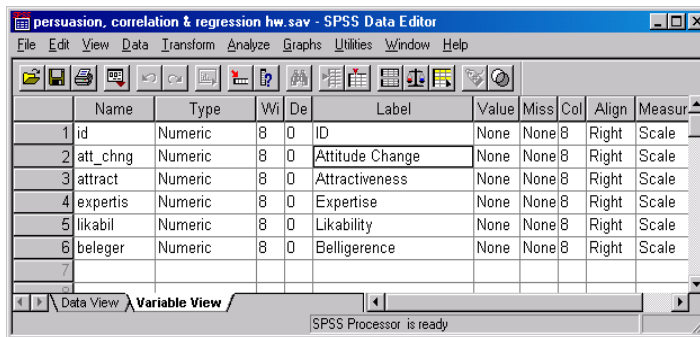 persuasion, correlation & regression hw.sav - SPSS Data Editor
File Edit View Data Transform Analyze Graphs Utilities Window Help
Name Type Wi De Label Value Miss Col Align Measur
1 id Numeric 8 0 ID None None 8 Right Scale
2 att_chng Numeric 8 0 Attitude Change None None 8 Right Scale
3 attract Numeric 8 0 Attractiveness None None 8 Right Scale
4 expertis Numeric 8 0 Expertise None None 8 Right Scale
5 likabil Numeric 8 0 Likability None None 8 Right Scale
6 beleger Numeric 8 0 Belligerence None None 8 Right Scale
7
Data View Variable View
SPSS Processor is ready